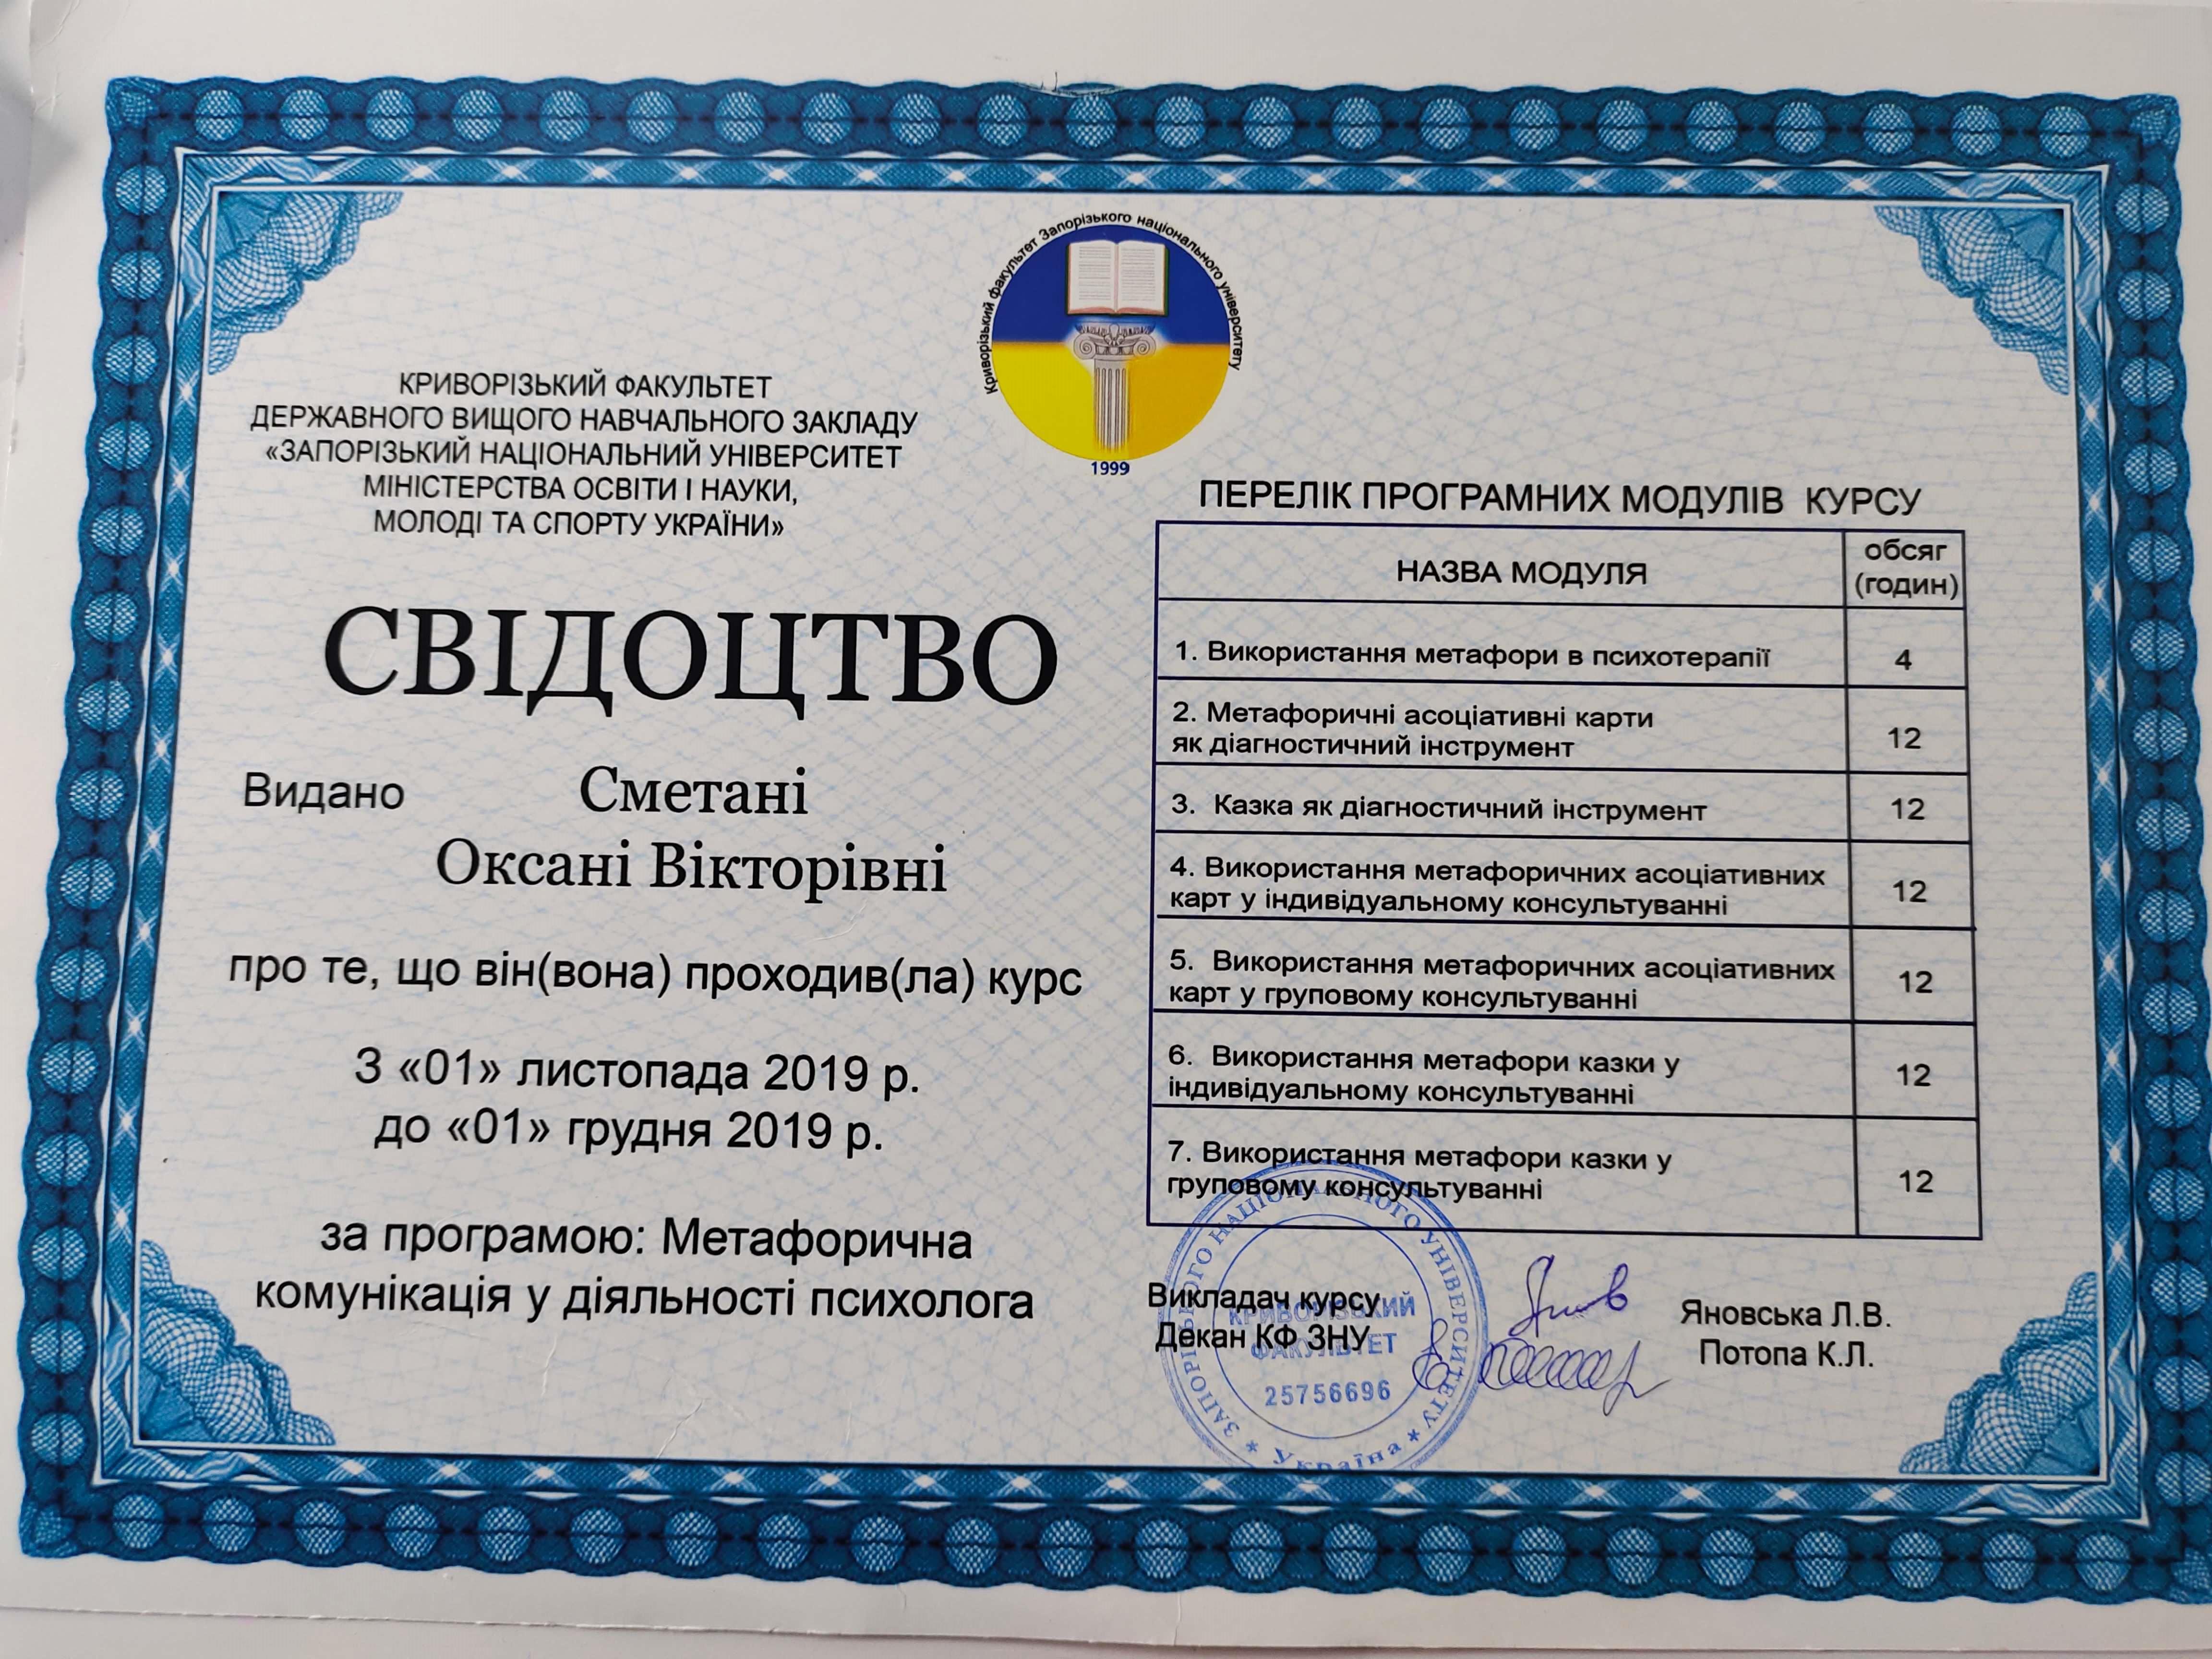 Криворізький факультет Запорізького національного університету
1999
КРИВОРІЗЬКИЙ ФАКУЛЬТЕТ
ДЕРЖАВНОГО ВИЩОГО НАВЧАЛЬНОГО ЗАКЛАДУ
«ЗАПОРІЗЬКИЙ НАЦІОНАЛЬНИЙ УНІВЕРСИТЕТ
МІНІСТЕРСТВА ОСВІТИ І НАУКИ,
МОЛОДІ ТА СПОРТУ УКРАЇНИ»
СВІДОЦТВО
Видано Сметані
Оксані Вікторівні
про те, що він(вона) проходив(ла) курс
З «01» листопада 2019 р.
до «01» грудня 2019 р.
за програмою: Метафорична
комунікація у діяльності психолога
ПЕРЕЛІК ПРОГРАМНИХ МОДУЛІВ КУРСУ
НАЗВА МОДУЛЯ
обсяг
(годин)
1. Використання метафори в психотерапії 4
2. Метафоричні асоціативні карти
як діагностичний інструмент 12
3. Казка як діагностичний інструмент 12
4. Використання метафоричних асоціативних
карт у індивідуальному консультуванні 12
5. Використання метафоричних асоціативних
карт у груповому консультуванні 12
6. Використання метафори казки у
індивідуальному консультуванні 12
7. Використання метафори казки у
груповому консультуванні 12
Викладач курсу Яновська Л.В.
Декан КФ ЗНУ Потопа К.Л.
ЗАПОРІЗЬКОГО НАЦІОНАЛЬНОГО УНІВЕРСИТЕТУ
* Україна *
КРИВОРІЗЬКИЙ
ФАКУЛЬТЕТ
25756696